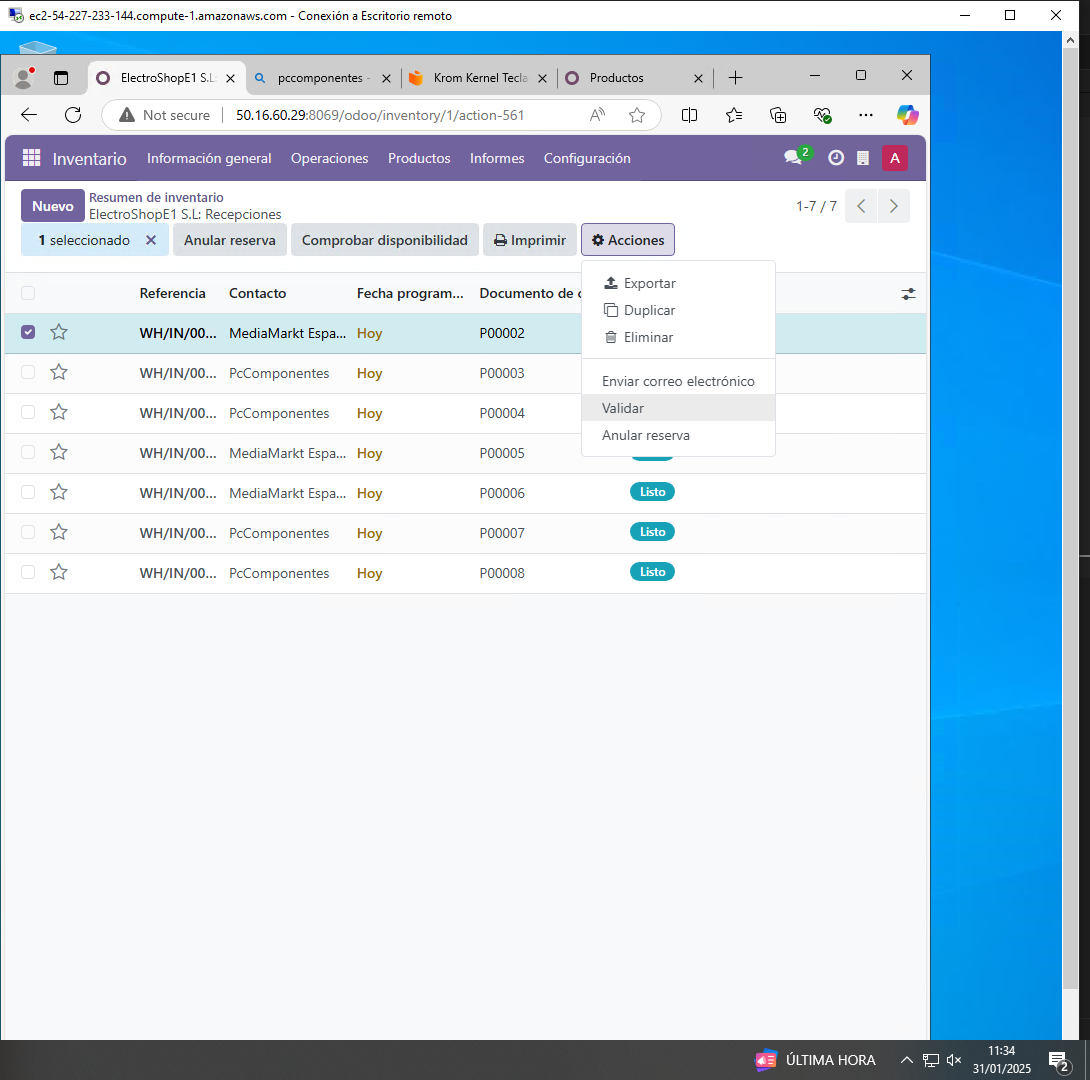 ec2-54-227-233-144.compute-1.amazonaws.com - Conexión a Escritorio remoto
ElectroShopE1 S.L: pccomponentes - Krom Kernel Tecla Productos
Not secure 50.16.60.29:8069/odoo/inventory/1/action-561
Inventario Información general Operaciones Productos Informes Configuración 2 A
Nuevo Resumen de inventario
ElectroShopE1 S.L: Recepciones 1-7 / 7
1 seleccionado Anular reserva Comprobar disponibilidad Imprimir Acciones
Exportar
Duplicar
Eliminar
Enviar correo electrónico
Validar
Anular reserva
Referencia Contacto Fecha program... Documento de
WH/IN/00... MediaMarkt Espa... Hoy P00002
WH/IN/00... PcComponentes Hoy P00003
WH/IN/00... PcComponentes Hoy P00004
WH/IN/00... MediaMarkt Espa... Hoy P00005
WH/IN/00... MediaMarkt Espa... Hoy P00006 Listo
WH/IN/00... PcComponentes Hoy P00007 Listo
WH/IN/00... PcComponentes Hoy P00008 Listo
ÚLTIMA HORA 11:34
31/01/2025 2